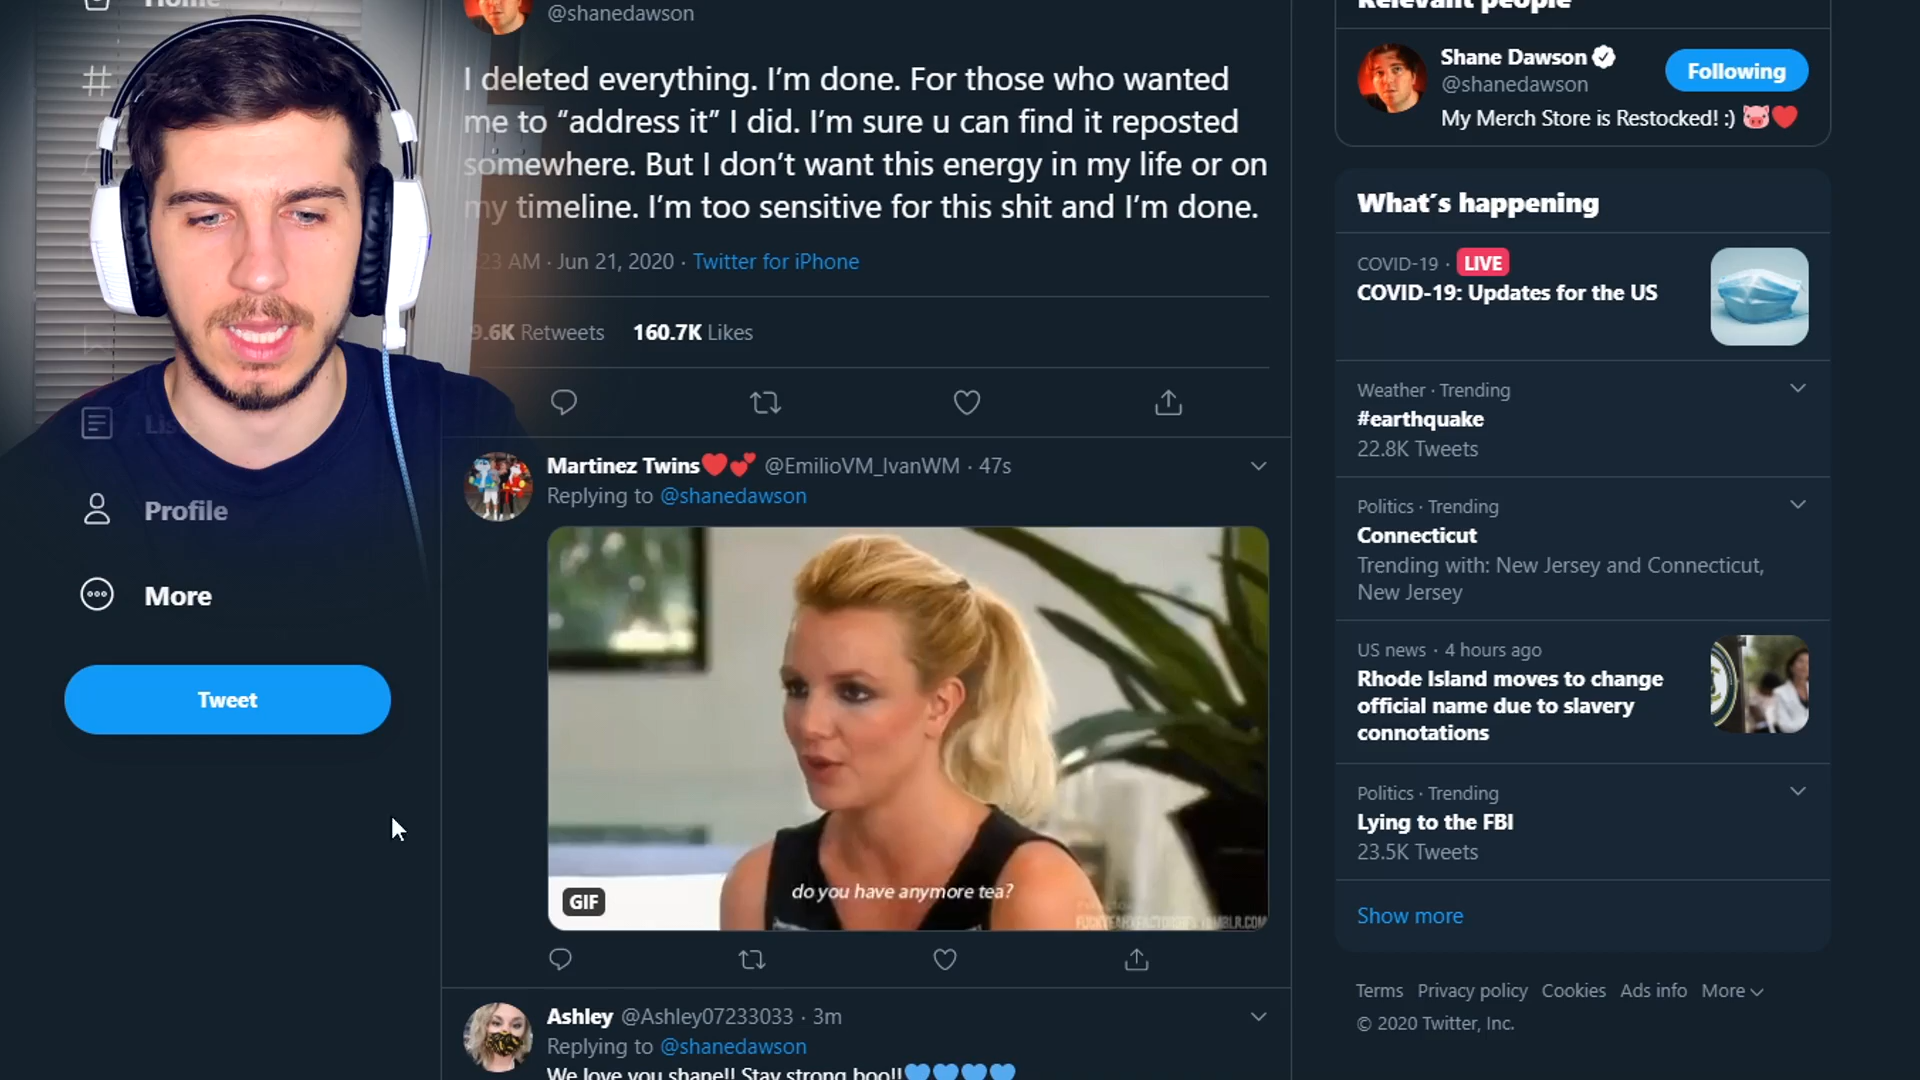 Home
@shanedawson
I deleted everything. I'm done. For those who wanted
me to “address it” I did. I'm sure u can find it reposted
somewhere. But I don't want this energy in my life or on
my timeline. I'm too sensitive for this shit and I'm done.
23 AM · Jun 21, 2020 · Twitter for iPhone
9.6K Retweets 160.7K Likes
Martinez Twins❤️💕 @EmilioVM_IvanWM · 47s
Replying to @shanedawson
do you have anymore tea?
GIF
Ashley @Ashley07233033 · 3m
Replying to @shanedawson
We love you shane!! Stay strong boo!!💙💙💙💙
Profile
More
Tweet
Relevant people
Shane Dawson
@shanedawson
Following
My Merch Store is Restocked! :) 🐷❤️
What´s happening
COVID-19 · LIVE
COVID-19: Updates for the US
Weather · Trending
#earthquake
22.8K Tweets
Politics · Trending
Connecticut
Trending with: New Jersey and Connecticut,
New Jersey
US news · 4 hours ago
Rhode Island moves to change
official name due to slavery
connotations
Politics · Trending
Lying to the FBI
23.5K Tweets
Show more
Terms Privacy policy Cookies Ads info More
© 2020 Twitter, Inc.